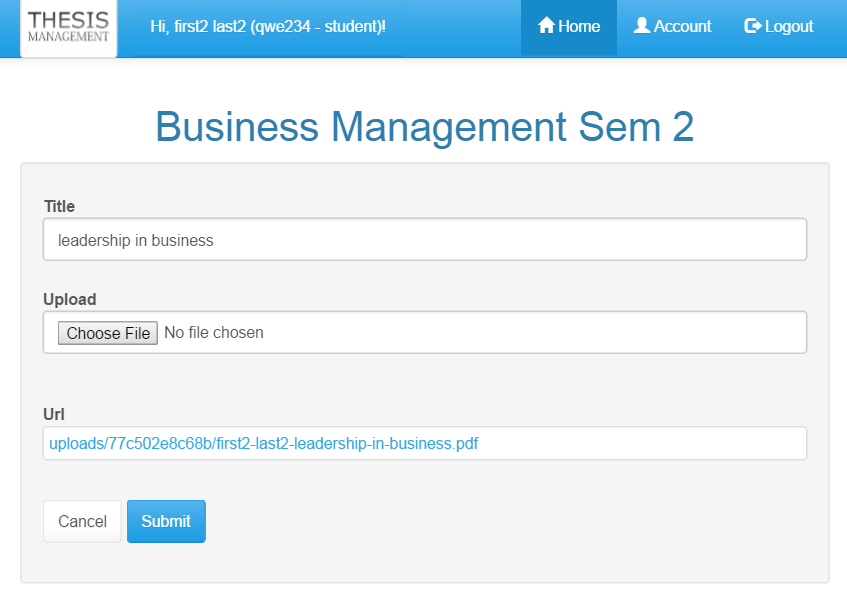 THESIS
MANAGEMENT
Hi, first2 last2 (qwe234 - student)!
Home
Account
Logout
Business Management Sem 2
Title
leadership in business
Upload
Choose File No file chosen
Url
uploads/77c502e8c68b/first2-last2-leadership-in-business.pdf
Cancel
Submit